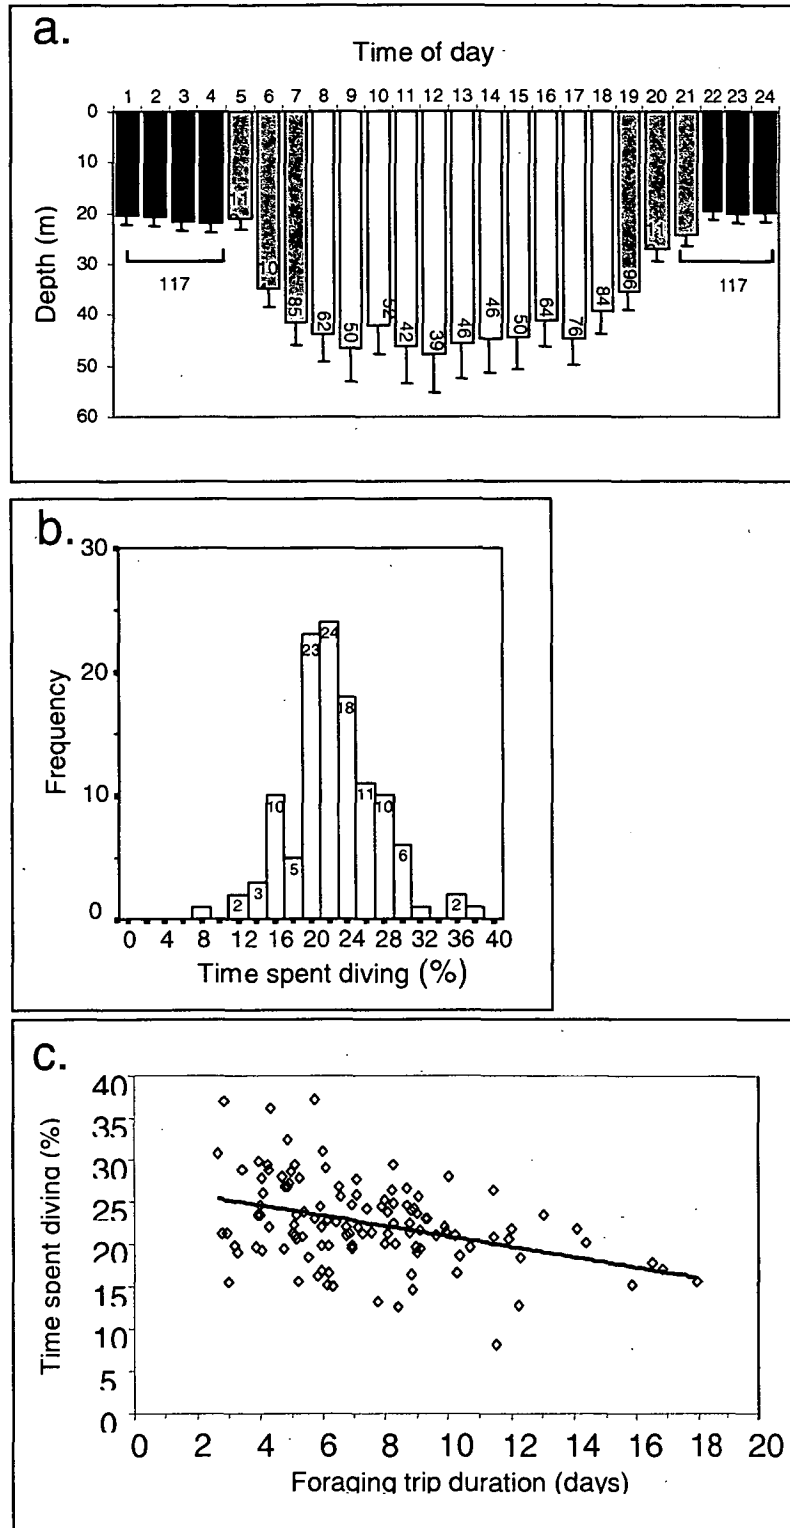 a.
Time of day
1 2 3 4 5 6 7 8 9 10 11 12 13 14 15 16 17 18 19 20 21 22 23 24
0
10
20
30
40
50
60
Depth (m)
10 85 62 50 52 42 39 46 46 50 64 76 84 96
117 117
b.
30
20
10
0
Frequency
2 3 10 5 23 24 18 11 10 6 2
0 4 8 12 16 20 24 28 32 36 40
Time spent diving (%)
c.
40
35
30
25
20
15
10
5
0
Time spent diving (%)
0 2 4 6 8 10 12 14 16 18 20
Foraging trip duration (days)